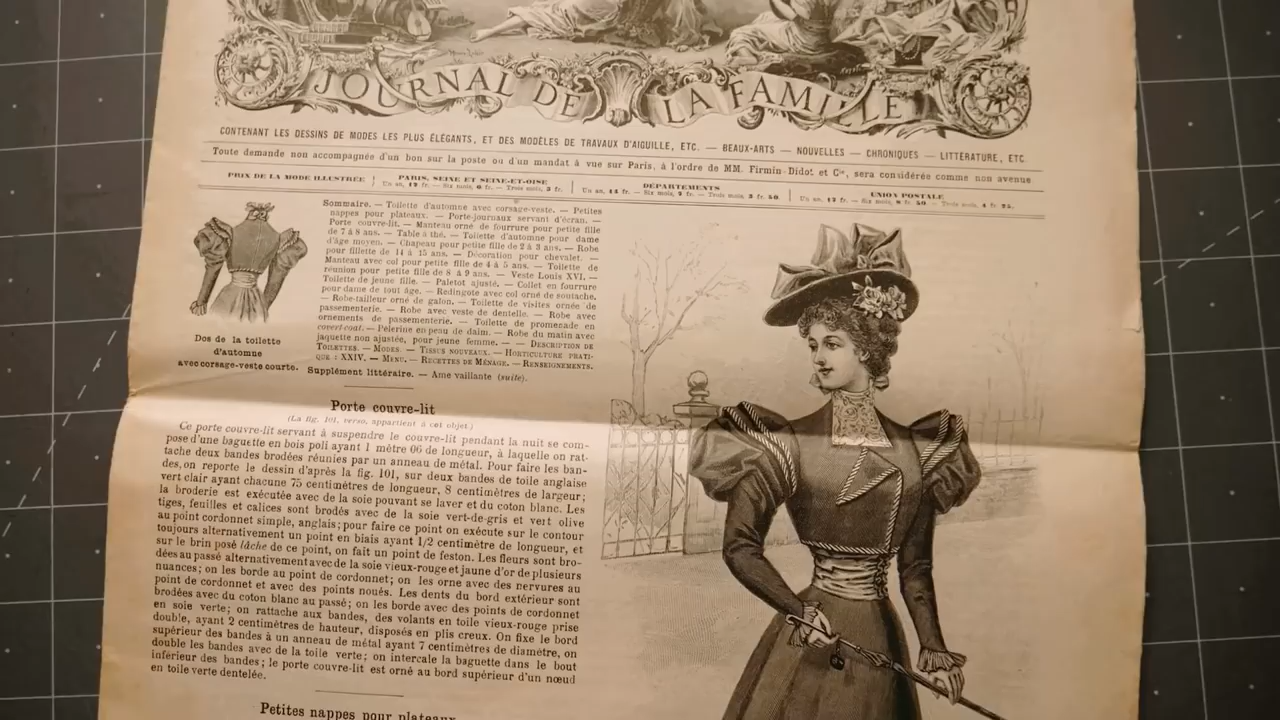 JOURNAL DE LA FAMILLE
CONTENANT LES DESSINS DE MODES LES PLUS ÉLÉGANTS, ET DES MODÈLES DE TRAVAUX D'AIGUILLE, ETC. — BEAUX-ARTS — NOUVELLES — CHRONIQUES — LITTÉRATURE, ETC.
Toute demande non accompagnée d'un bon sur la poste ou d'un mandat à vue sur Paris, à l'ordre de MM. Firmin-Didot et Cie, sera considérée comme non avenue
PRIX DE LA MODE ILLUSTRÉE
PARIS, SEINE ET SEINE-ET-OISE
Un an, 12 fr. — Six mois, 6 fr. — Trois mois, 3 fr.
DÉPARTEMENTS
Un an, 14 fr. — Six mois, 7 fr. — Trois mois, 3 fr. 50.
UNION POSTALE
Un an, 17 fr. — Six mois, 8 fr. 50. — Trois mois, 4 fr. 25.
Dos de la toilette
d'automne
avec corsage-veste courte.
Sommaire. — Toilette d'automne avec corsage-veste. — Petites
nappes pour plateaux. — Porte-journaux servant d'écran. —
Porte couvre-lit. — Manteau orné de fourrure pour petite fille
de 7 à 8 ans. — Table à thé. — Toilette d'automne pour dame
d'âge moyen. — Chapeau pour petite fille de 2 à 3 ans. — Robe
pour fillette de 14 à 15 ans. — Décoration pour chevalet. —
Manteau avec col pour petite fille de 4 à 5 ans. — Toilette de
réunion pour petite fille de 8 à 9 ans. — Veste Louis XVI. —
Toilette de jeune fille. — Paletot ajusté. — Collet en fourrure
pour dame de tout âge. — Redingote avec col orné de soutache.
— Robe-tailleur orné de galon. — Toilette de visites ornée de
passementerie. — Robe avec veste de dentelle. — Robe avec
ornements de passementerie. — Toilette de promenade en
covert-coat. — Pèlerine en peau de daim. — Robe du matin avec
jaquette non ajustée, pour jeune femme. — — DESCRIPTION DE
TOILETTES. — MODES. — TISSUS NOUVEAUX. — HORTICULTURE PRATI-
QUE : XXIV. — MENU. — RECETTES DE MÉNAGE. — RENSEIGNEMENTS.
Supplément littéraire. — Ame vaillante (suite).
Porte couvre-lit
(La fig. 101, verso, appartient à cet objet.)
Ce porte couvre-lit servant à suspendre le couvre-lit pendant la nuit se com-
pose d'une baguette en bois poli ayant 1 mètre 06 de longueur, à laquelle on rat-
tache deux bandes brodées réunies par un anneau de métal. Pour faire les ban-
des, on reporte le dessin d'après la fig. 101, sur deux bandes de toile anglaise
vert clair ayant chacune 75 centimètres de longueur, 8 centimètres de largeur;
la broderie est exécutée avec de la soie pouvant se laver et du coton blanc. Les
tiges, feuilles et calices sont brodés avec de la soie vert-de-gris et vert olive
au point cordonnet simple, anglais; pour faire ce point on exécute sur le contour
toujours alternativement un point en biais ayant 1/2 centimètre de longueur, et
sur le brin posé lâche de ce point, on fait un point de feston. Les fleurs sont bro-
dées au passé alternativement avec de la soie vieux-rouge et jaune d'or de plusieurs
nuances; on les borde au point de cordonnet; on les orne avec des nervures au
point de cordonnet et avec des points noués. Les dents du bord extérieur sont
brodées avec du coton blanc au passé; on les borde avec des points de cordonnet
en soie verte; on rattache aux bandes, des volants en toile vieux-rouge prise
double, ayant 2 centimètres de hauteur, disposés en plis creux. On fixe le bord
supérieur des bandes à un anneau de métal ayant 7 centimètres de diamètre, on
double les bandes avec de la toile verte; on intercale la baguette dans le bout
inférieur des bandes; le porte couvre-lit est orné au bord supérieur d'un nœud
en toile verte dentelée.
Petites nappes pour plateaux